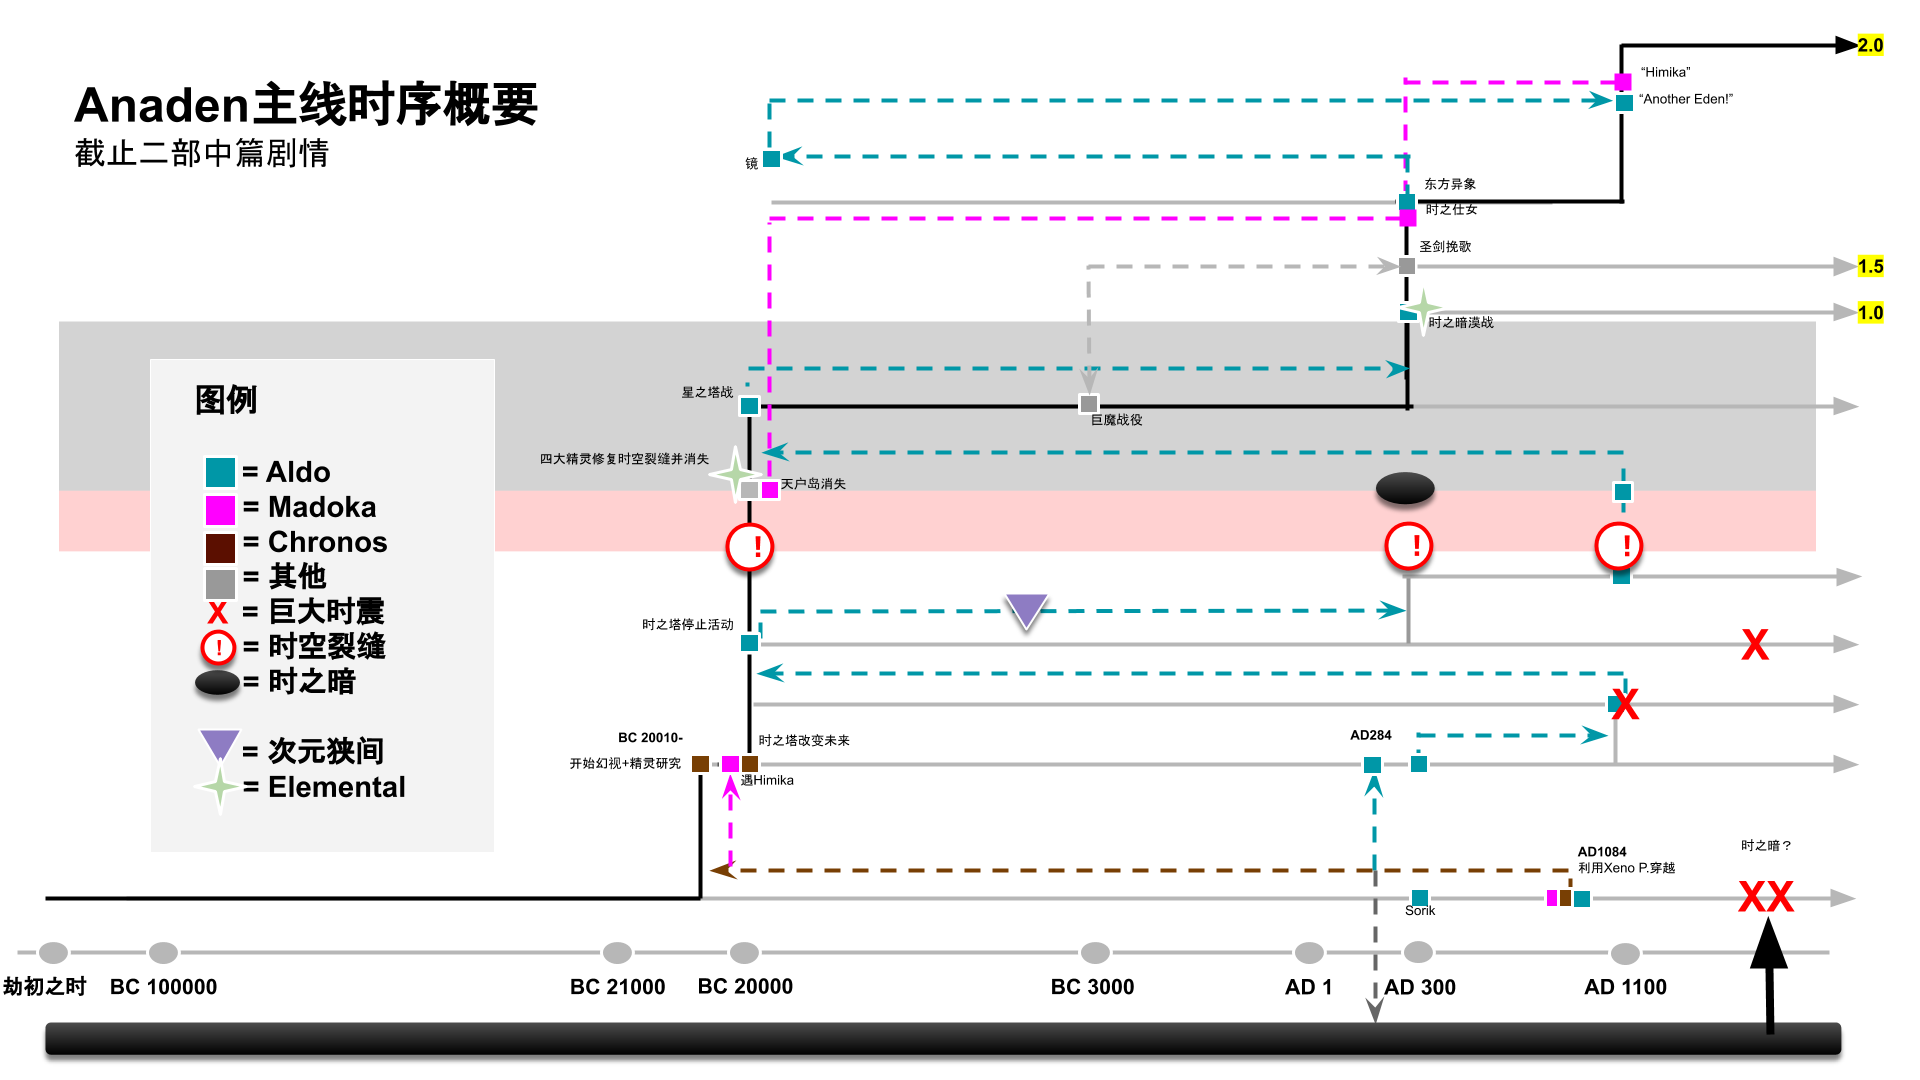 Anaden主线时序概要
截止二部中篇剧情
2.0
“Himika”
“Another Eden!”
镜
东方异象
时之仕女
圣剑挽歌
1.5
1.0
时之暗漠战
星之塔战
巨魔战役
四大精灵修复时空裂缝并消失
天户岛消失
!
!
!
时之塔停止活动
X
X
BC 20010-
时之塔改变未来
AD284
开始幻视+精灵研究
遇Himika
时之暗？
AD1084
利用Xeno P.穿越
Sorik
XX
图例
= Aldo
= Madoka
= Chronos
= 其他
X = 巨大时震
! = 时空裂缝
= 时之暗
= 次元狭间
= Elemental
劫初之时
BC 100000
BC 21000
BC 20000
BC 3000
AD 1
AD 300
AD 1100